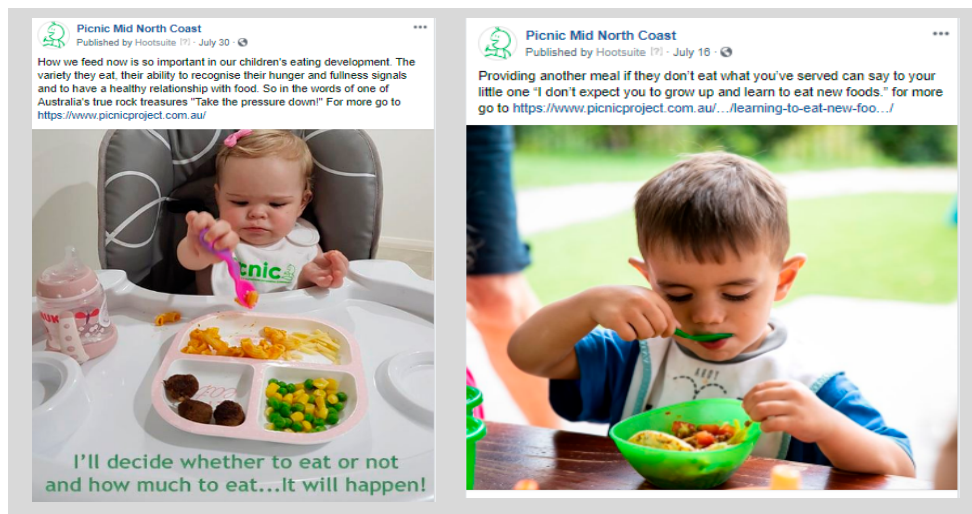 Picnic Mid North Coast
Published by Hootsuite [?] · July 30 ·
How we feed now is so important in our children's eating development. The
variety they eat, their ability to recognise their hunger and fullness signals
and to have a healthy relationship with food. So in the words of one of
Australia's true rock treasures "Take the pressure down!" For more go to
https://www.picnicproject.com.au/
cnic
NUK
I'll decide whether to eat or not
and how much to eat...It will happen!
Picnic Mid North Coast
Published by Hootsuite [?] · July 16 ·
Providing another meal if they don't eat what you've served can say to your
little one “I don't expect you to grow up and learn to eat new foods.” for more
go to https://www.picnicproject.com.au/…/learning-to-eat-new-foo…/
ANDY